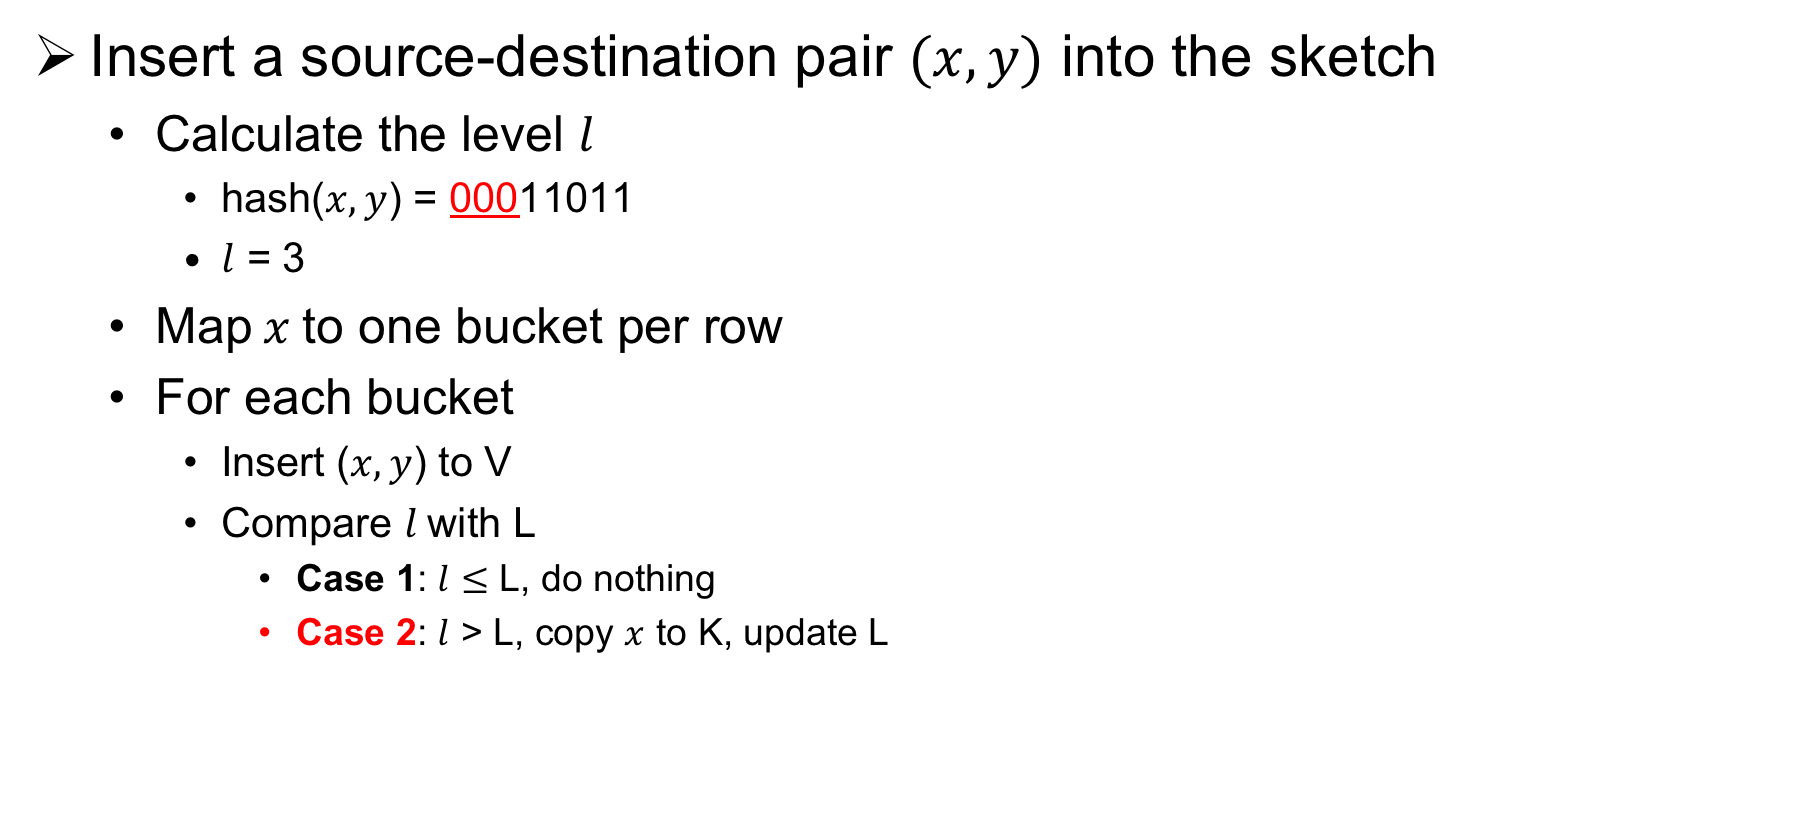 ➢ Insert a source-destination pair (x, y) into the sketch
• Calculate the level l
• hash(x, y) = 00011011
• l = 3
• Map x to one bucket per row
• For each bucket
• Insert (x, y) to V
• Compare l with L
• Case 1: l ≤ L, do nothing
• Case 2: l > L, copy x to K, update L